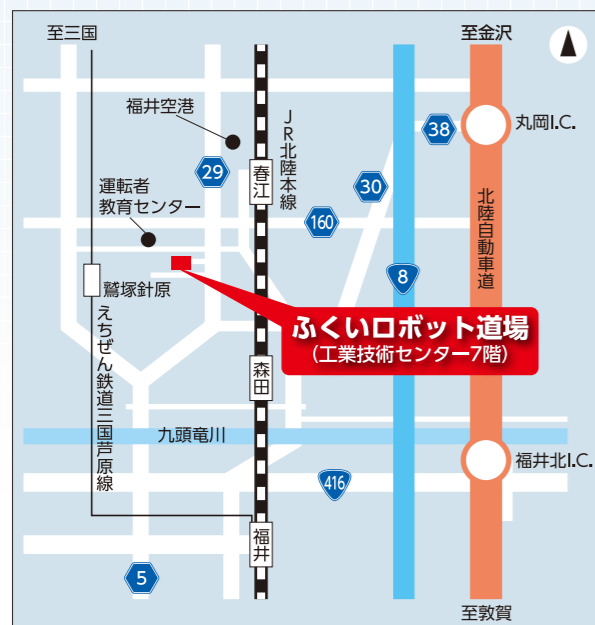 至三国
至金沢
福井空港
JR北陸本線
丸岡I.C.
38
29
春江
30
運転者
教育センター
160
北陸自動車道
8
鷲塚針原
ふくいロボット道場
(工業技術センター7階)
えちぜん鉄道三国芦原線
森田
九頭竜川
福井北I.C.
416
福井
5
至敦賀